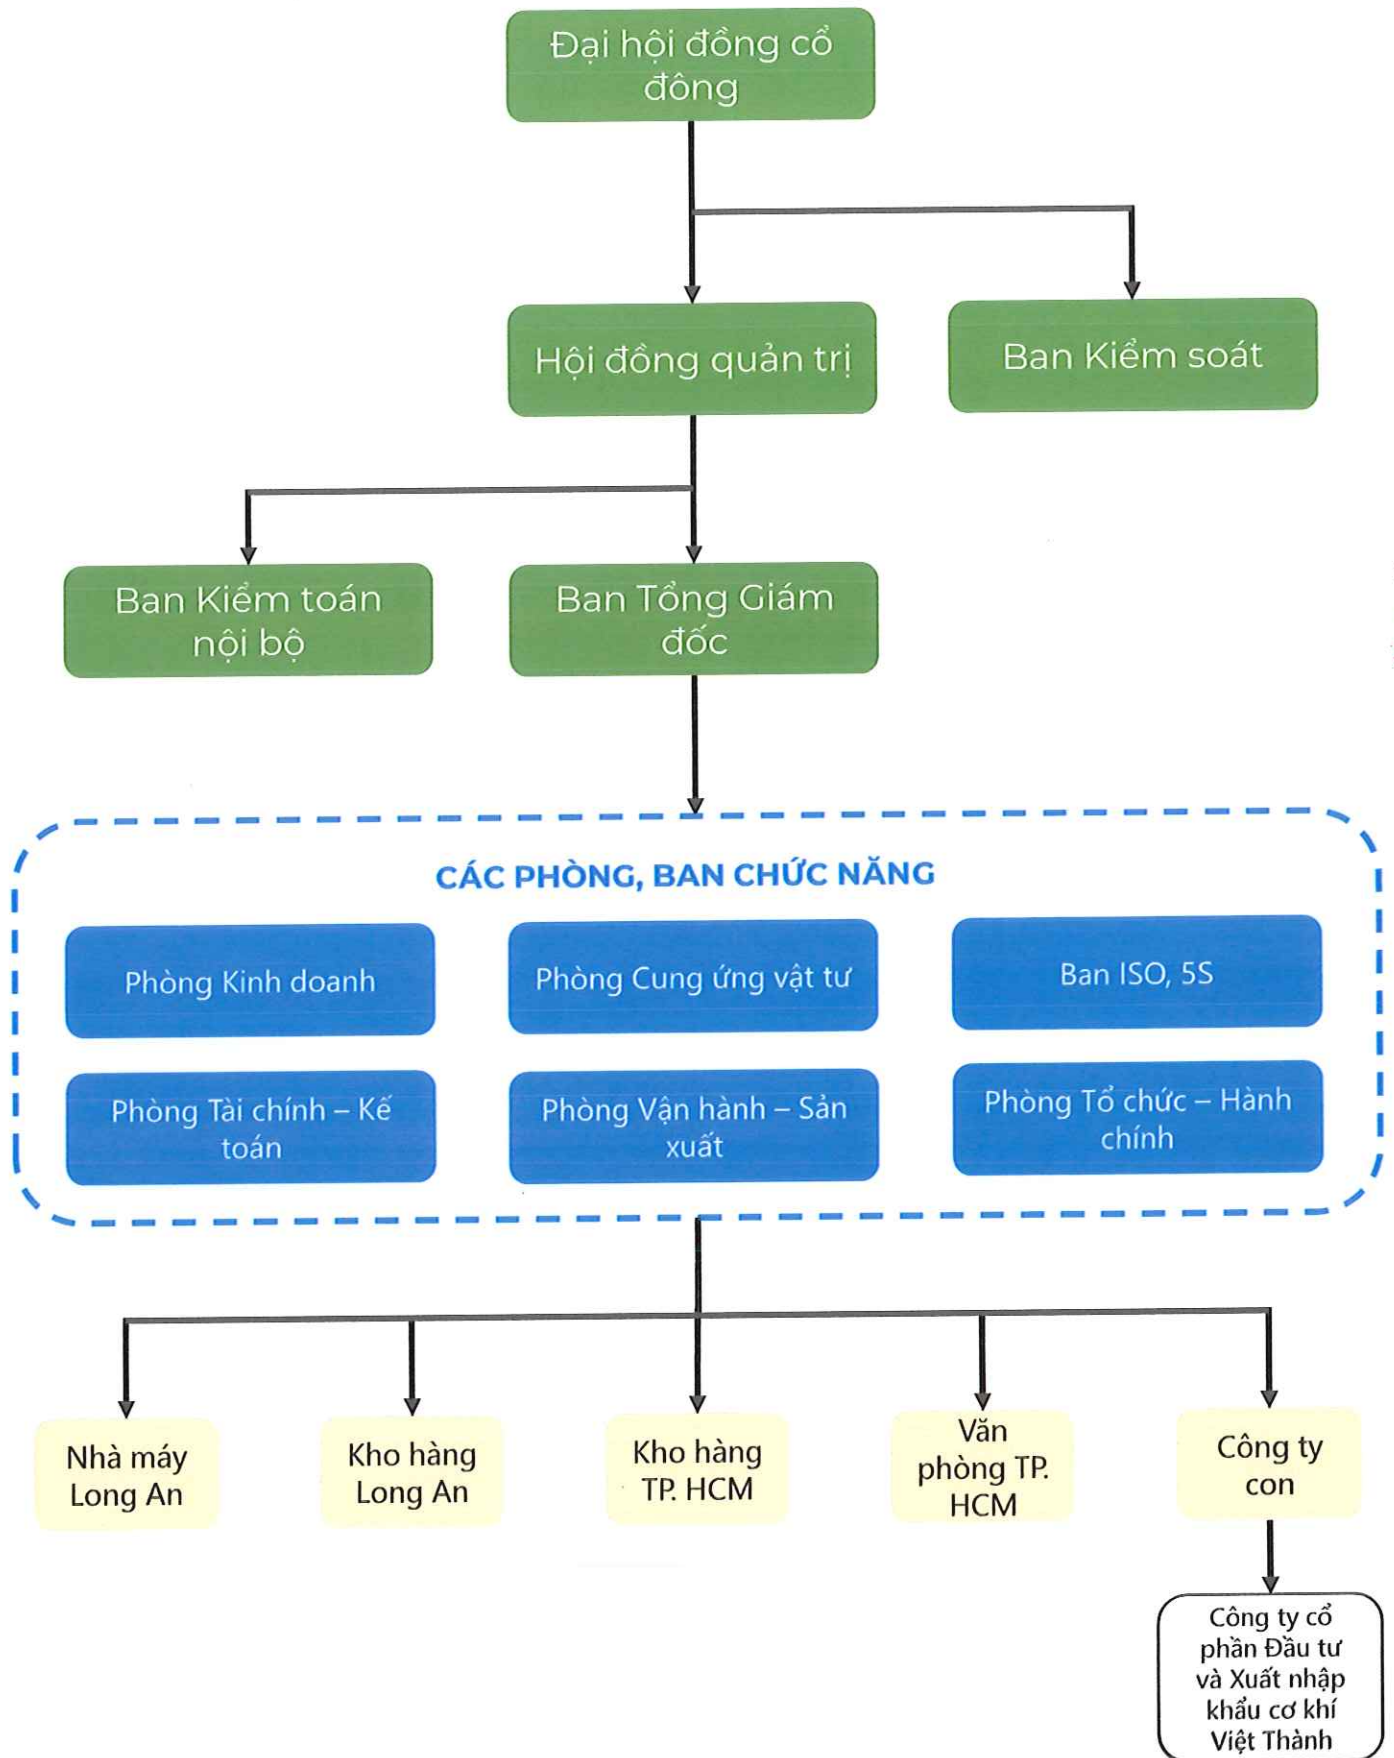 Đại hội đồng cổ
đông
Hội đồng quản trị
Ban Kiểm soát
Ban Kiểm toán
nội bộ
Ban Tổng Giám
đốc
CÁC PHÒNG, BAN CHỨC NĂNG
Phòng Kinh doanh
Phòng Cung ứng vật tư
Ban ISO, 5S
Phòng Tài chính – Kế
toán
Phòng Vận hành – Sản
xuất
Phòng Tổ chức – Hành
chính
Nhà máy
Long An
Kho hàng
Long An
Kho hàng
TP. HCM
Văn
phòng TP.
HCM
Công ty
con
Công ty cổ
phần Đầu tư
và Xuất nhập
khẩu cơ khí
Việt Thành